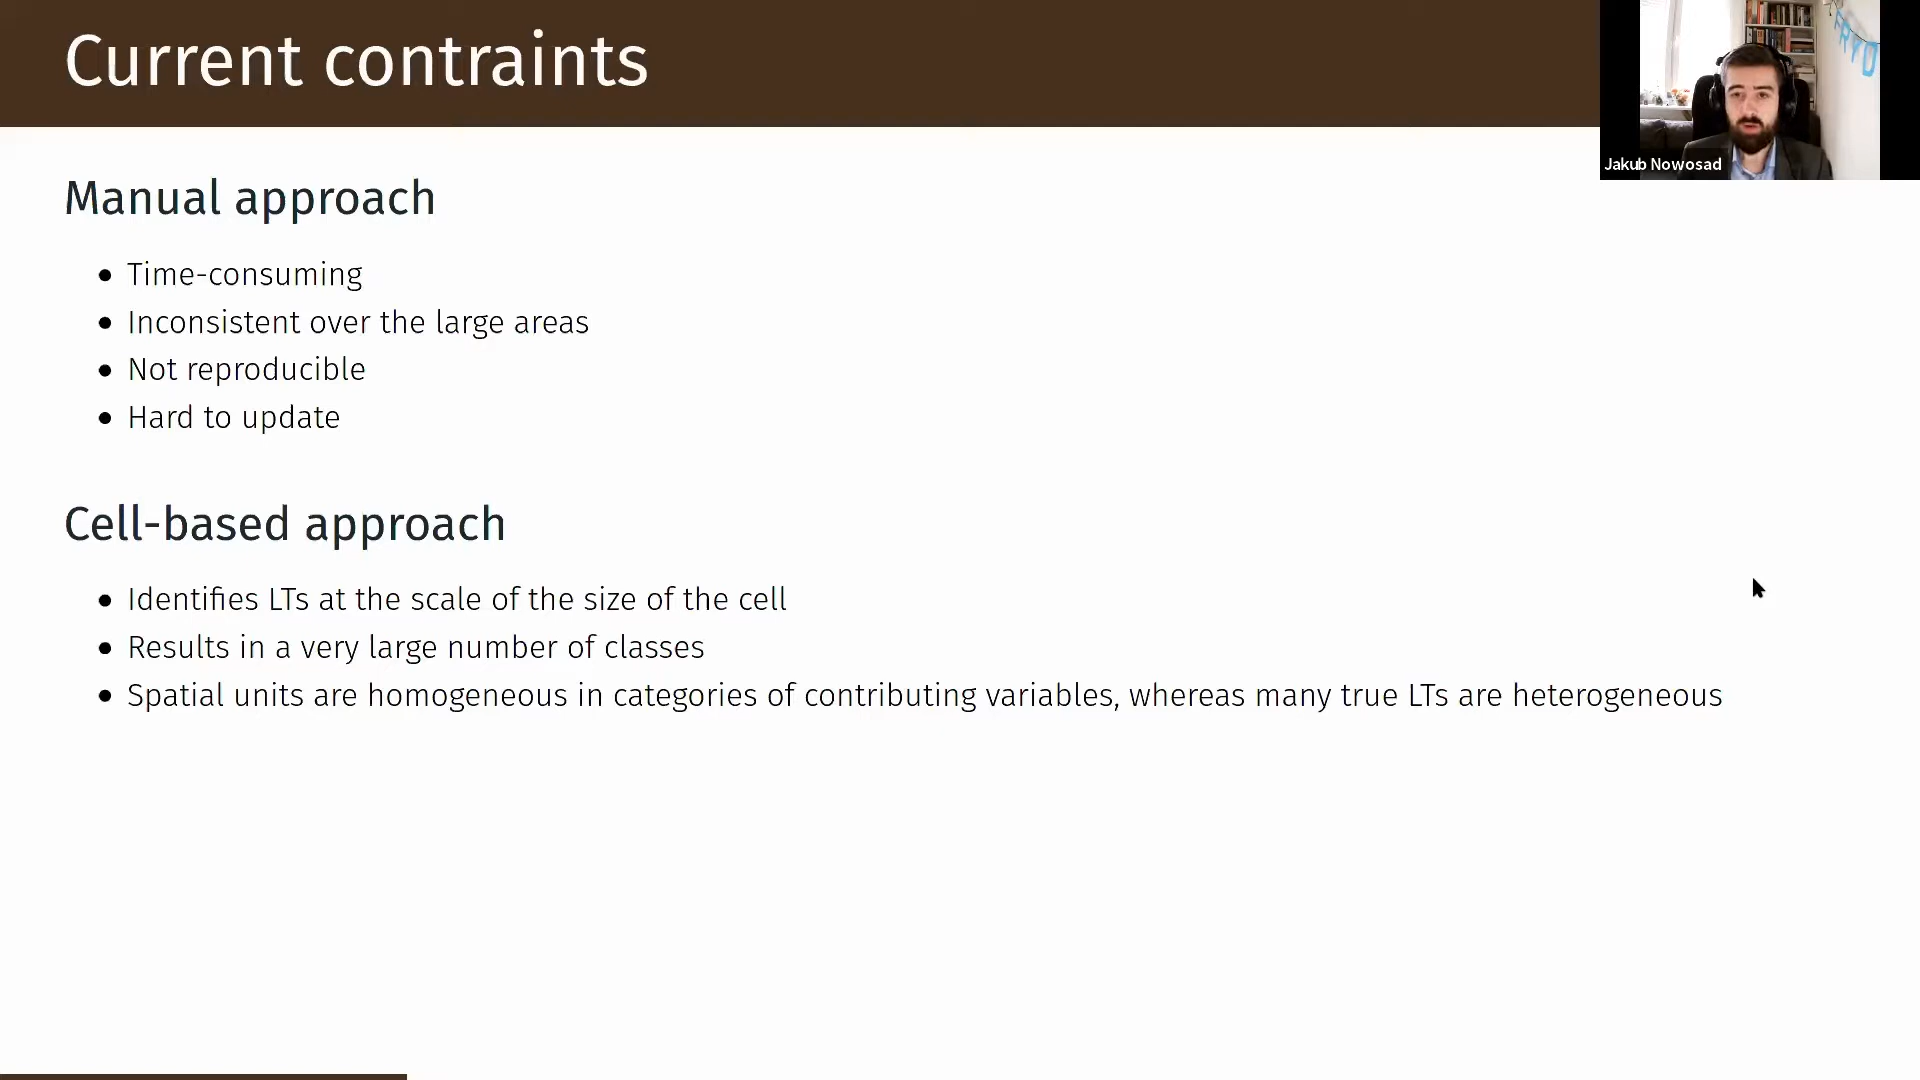 Current contraints
Jakub Nowosad
Manual approach
• Time-consuming
• Inconsistent over the large areas
• Not reproducible
• Hard to update
Cell-based approach
• Identifies LTs at the scale of the size of the cell
• Results in a very large number of classes
• Spatial units are homogeneous in categories of contributing variables, whereas many true LTs are heterogeneous